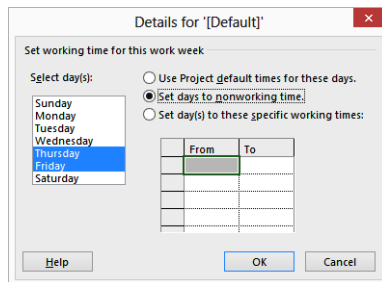 Details for '[Default]'
Set working time for this work week
Select day(s):
Use Project default times for these days.
Set days to nonworking time.
Set day(s) to these specific working times:
Sunday
Monday
Tuesday
Wednesday
Thursday
Friday
Saturday
From To
Help OK Cancel